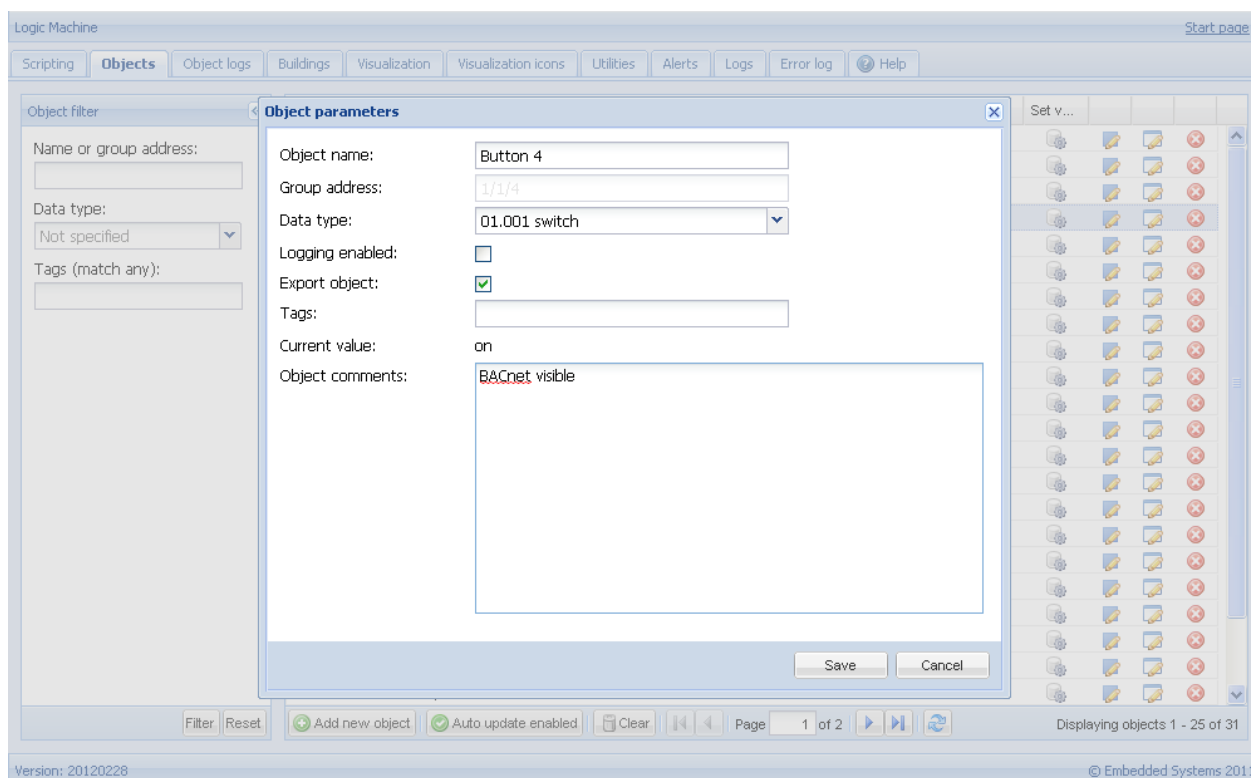 Logic Machine
Start page
Scripting
Objects
Object logs
Buildings
Visualization
Visualization icons
Utilities
Alerts
Logs
Error log
Help
Object filter
Name or group address:
Data type:
Not specified
Tags (match any):
Filter
Reset
Object parameters
Object name:
Button 4
Group address:
1/1/4
Data type:
01.001 switch
Logging enabled:
Export object:
Tags:
Current value:
on
Object comments:
BACnet visible
Save
Cancel
Set v...
Add new object
Auto update enabled
Clear
Page
1
of 2
Displaying objects 1 - 25 of 31
Version: 20120228
© Embedded Systems 201